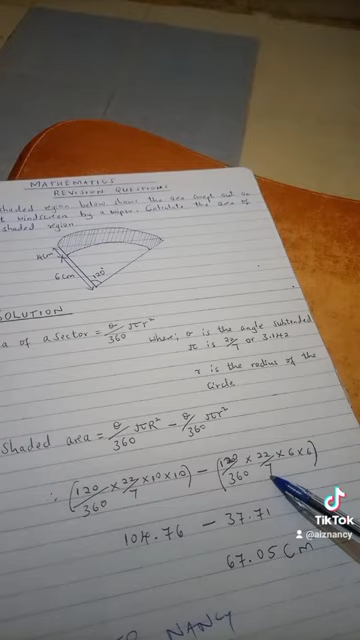 MATHEMATICS
REVISION QUESTION:
shaded region below shows the area swept out on
windscreen by a wiper. Calculate the area of
shaded region
4cm
6cm
120°
SOLUTION
a of a sector = θ/360 πr² where; θ is the angle subtended
π is 22/7 or 3.142
r is the radius of the
circle
Shaded area = θ/360 πR² - θ/360 πr²
∴ (120/360 × 22/7 × 10 × 10) - (120/360 × 22/7 × 6 × 6)
104.76 - 37.71
67.05 cm
NANCY
TikTok
@aiznancy